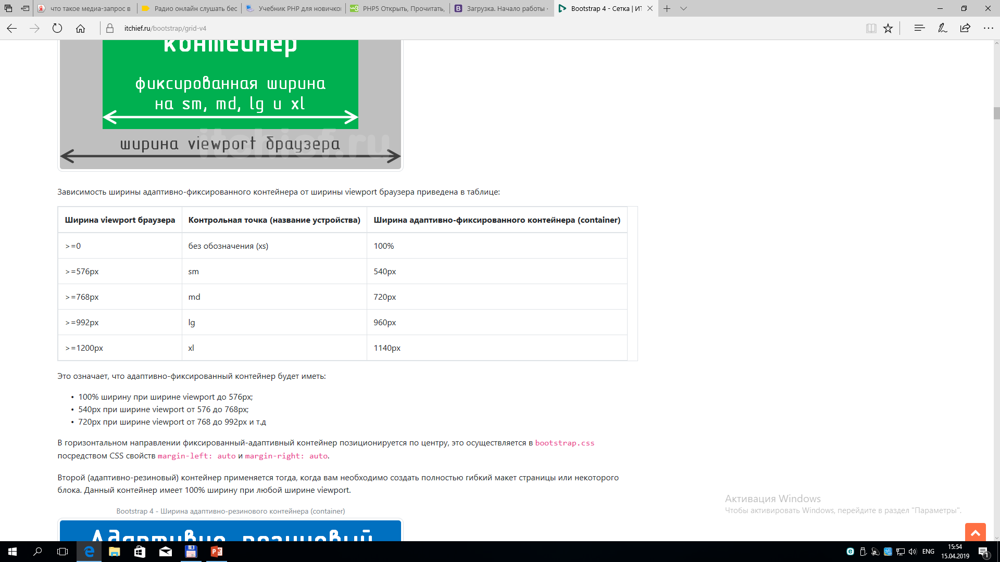 что такое медиа-запрос в
Радио онлайн слушать бес
Учебник PHP для новичко
PHP5 Открыть, Прочитать,
Загрузка. Начало работы ·
Bootstrap 4 - Сетка | ИТ
itchief.ru/bootstrap/grid-v4
контейнер
фиксированная ширина
на sm, md, lg и xl
itchief.ru
ширина viewport браузера
Зависимость ширины адаптивно-фиксированного контейнера от ширины viewport браузера приведена в таблице:
Ширина viewport браузера Контрольная точка (название устройства) Ширина адаптивно-фиксированного контейнера (container)
>=0 без обозначения (xs) 100%
>=576px sm 540px
>=768px md 720px
>=992px lg 960px
>=1200px xl 1140px
Это означает, что адаптивно-фиксированный контейнер будет иметь:
• 100% ширину при ширине viewport до 576px;
• 540px при ширине viewport от 576 до 768px;
• 720px при ширине viewport от 768 до 992px и т.д
В горизонтальном направлении фиксированный-адаптивный контейнер позиционируется по центру, это осуществляется в bootstrap.css
посредством CSS свойств margin-left: auto и margin-right: auto.
Второй (адаптивно-резиновый) контейнер применяется тогда, когда вам необходимо создать полностью гибкий макет страницы или некоторого
блока. Данный контейнер имеет 100% ширину при любой ширине viewport.
Bootstrap 4 - Ширина адаптивно-резинового контейнера (container)
Адаптивно-резиновый
Активация Windows
Чтобы активировать Windows, перейдите в раздел "Параметры".
ENG
15:54
15.04.2019
1